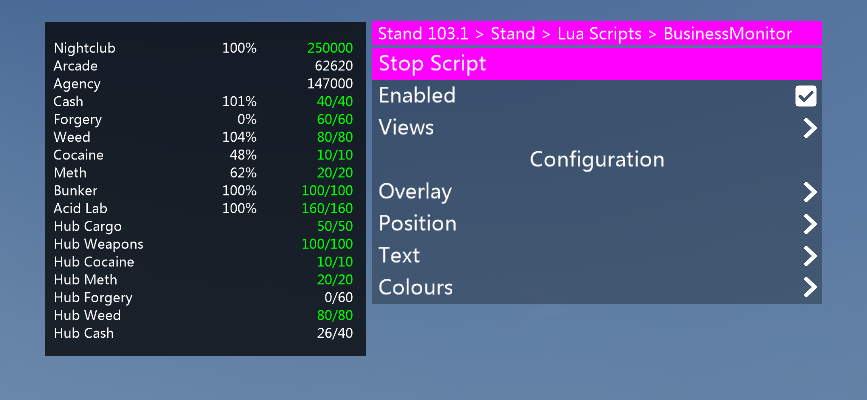 Nightclub 100% 250000
Arcade 62620
Agency 147000
Cash 101% 40/40
Forgery 0% 60/60
Weed 104% 80/80
Cocaine 48% 10/10
Meth 62% 20/20
Bunker 100% 100/100
Acid Lab 100% 160/160
Hub Cargo 50/50
Hub Weapons 100/100
Hub Cocaine 10/10
Hub Meth 20/20
Hub Forgery 0/60
Hub Weed 80/80
Hub Cash 26/40
Stand 103.1 > Stand > Lua Scripts > BusinessMonitor
Stop Script
Enabled
Views
Configuration
Overlay
Position
Text
Colours